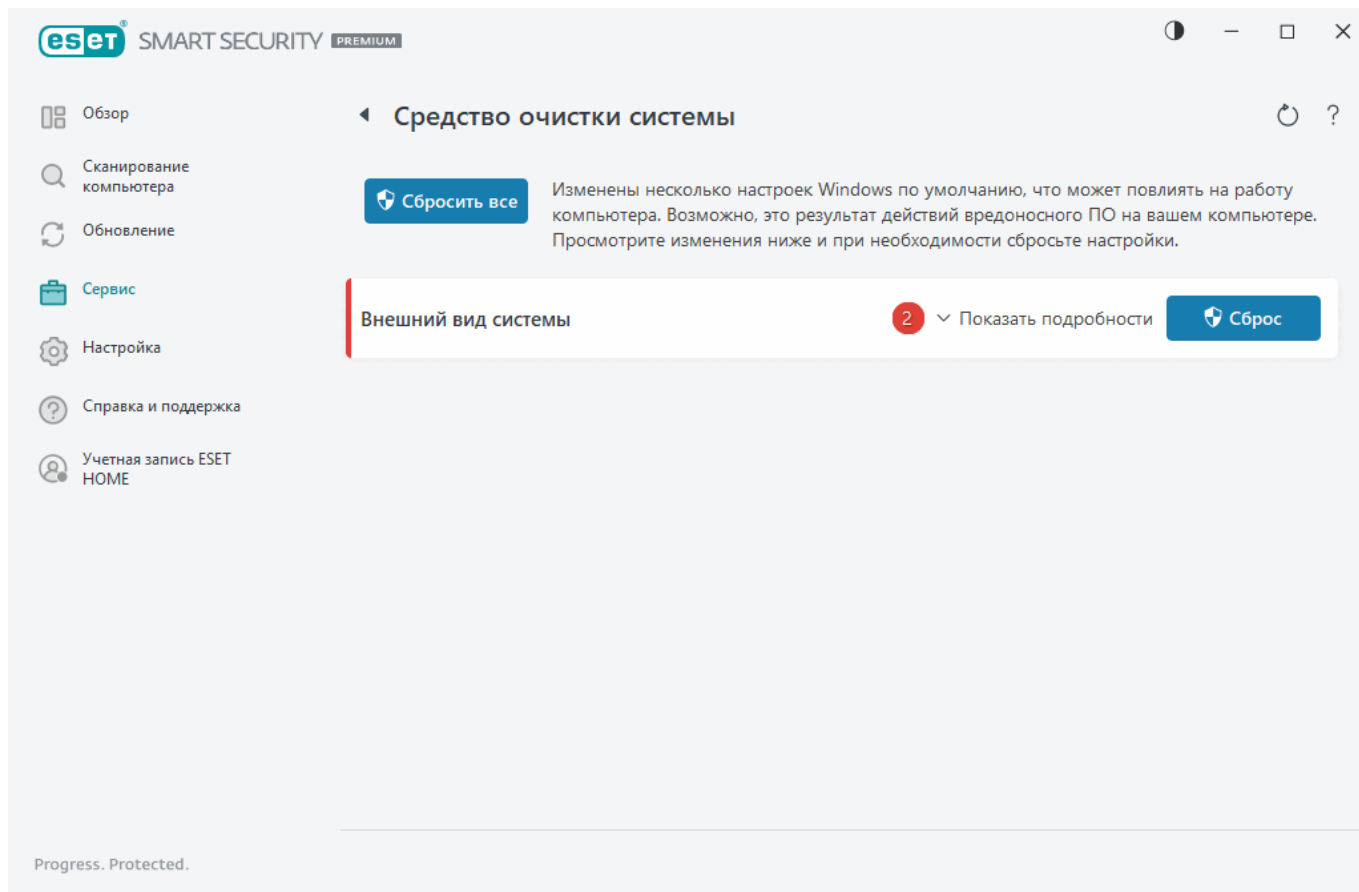 eset® SMART SECURITY PREMIUM
Обзор
Сканирование
компьютера
Обновление
Сервис
Настройка
Справка и поддержка
Учетная запись ESET
HOME
Средство очистки системы
?
Сбросить все
Изменены несколько настроек Windows по умолчанию, что может повлиять на работу
компьютера. Возможно, это результат действий вредоносного ПО на вашем компьютере.
Просмотрите изменения ниже и при необходимости сбросьте настройки.
Внешний вид системы
2
Показать подробности
Сброс
Progress. Protected.